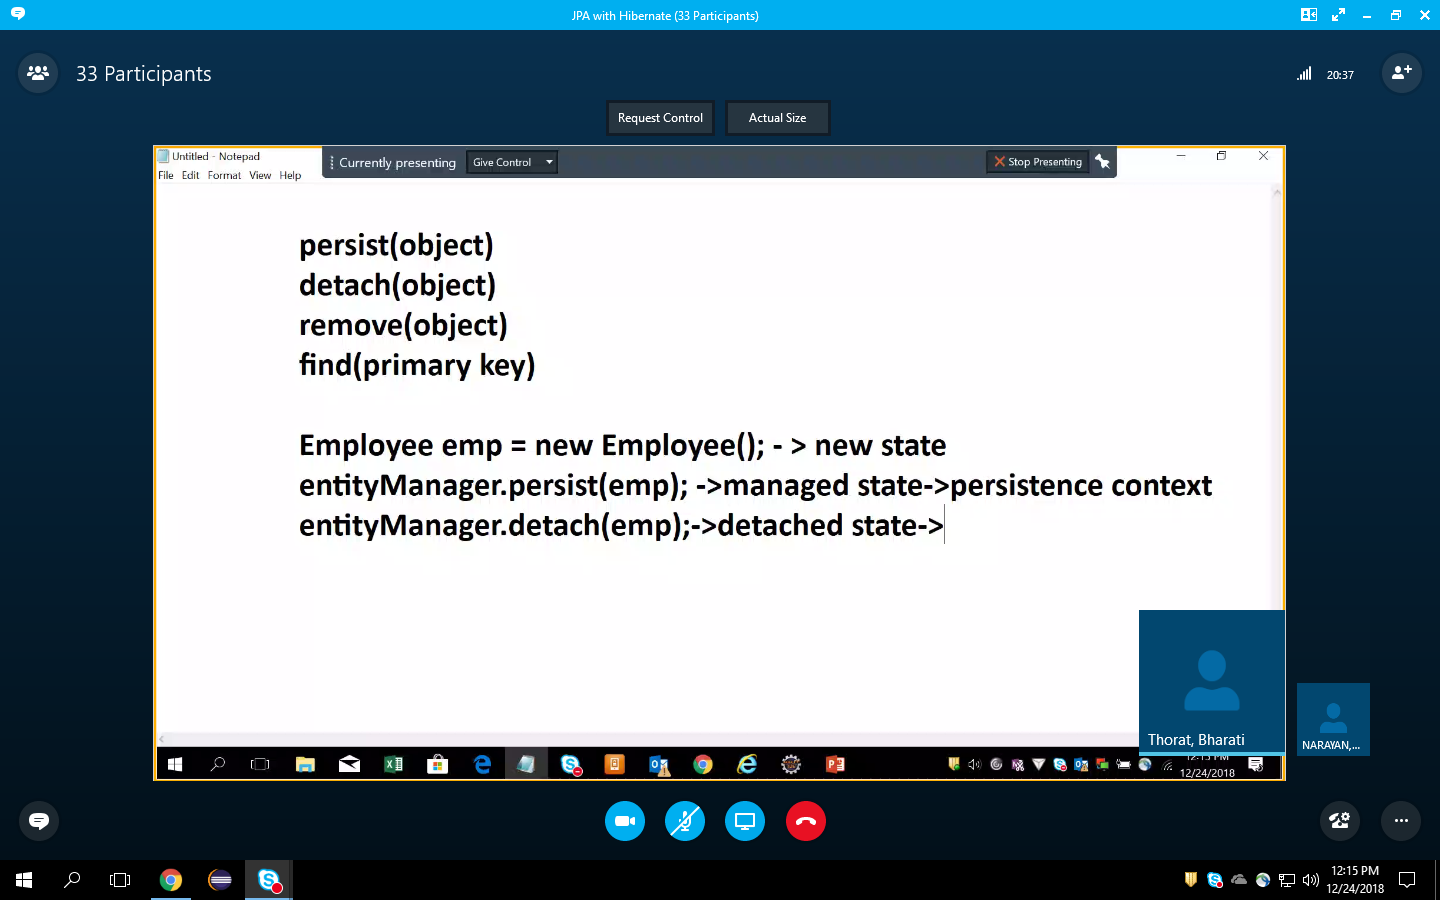 JPA with Hibernate (33 Participants)
33 Participants
20:37
Request Control
Actual Size
Untitled - Notepad
Currently presenting
Give Control
Stop Presenting
File Edit Format View Help
persist(object)
detach(object)
remove(object)
find(primary key)
Employee emp = new Employee(); - > new state
entityManager.persist(emp); ->managed state->persistence context
entityManager.detach(emp);->detached state->
Thorat, Bharati
NARAYAN,...
12:15 PM
12/24/2018
12:15 PM
12/24/2018